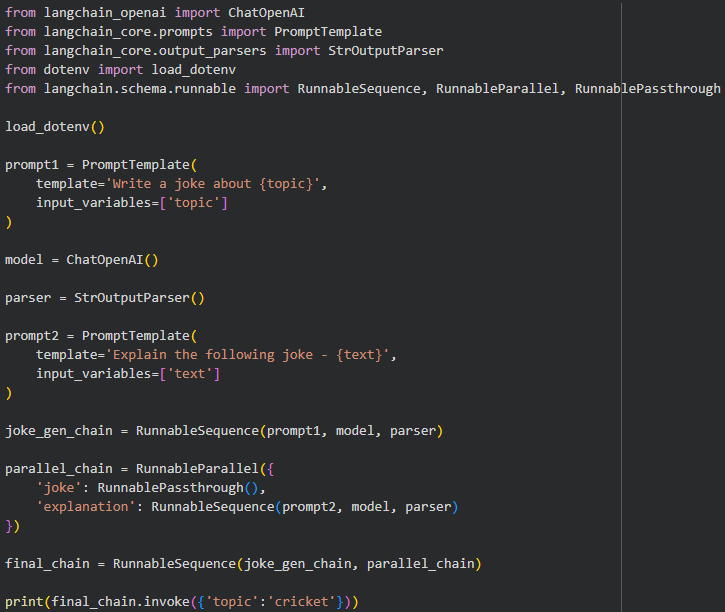 from langchain_openai import ChatOpenAI
from langchain_core.prompts import PromptTemplate
from langchain_core.output_parsers import StrOutputParser
from dotenv import load_dotenv
from langchain.schema.runnable import RunnableSequence, RunnableParallel, RunnablePassthrough

load_dotenv()

prompt1 = PromptTemplate(
    template='Write a joke about {topic}',
    input_variables=['topic']
)

model = ChatOpenAI()

parser = StrOutputParser()

prompt2 = PromptTemplate(
    template='Explain the following joke - {text}',
    input_variables=['text']
)

joke_gen_chain = RunnableSequence(prompt1, model, parser)

parallel_chain = RunnableParallel({
    'joke': RunnablePassthrough(),
    'explanation': RunnableSequence(prompt2, model, parser)
})

final_chain = RunnableSequence(joke_gen_chain, parallel_chain)

print(final_chain.invoke({'topic':'cricket'}))